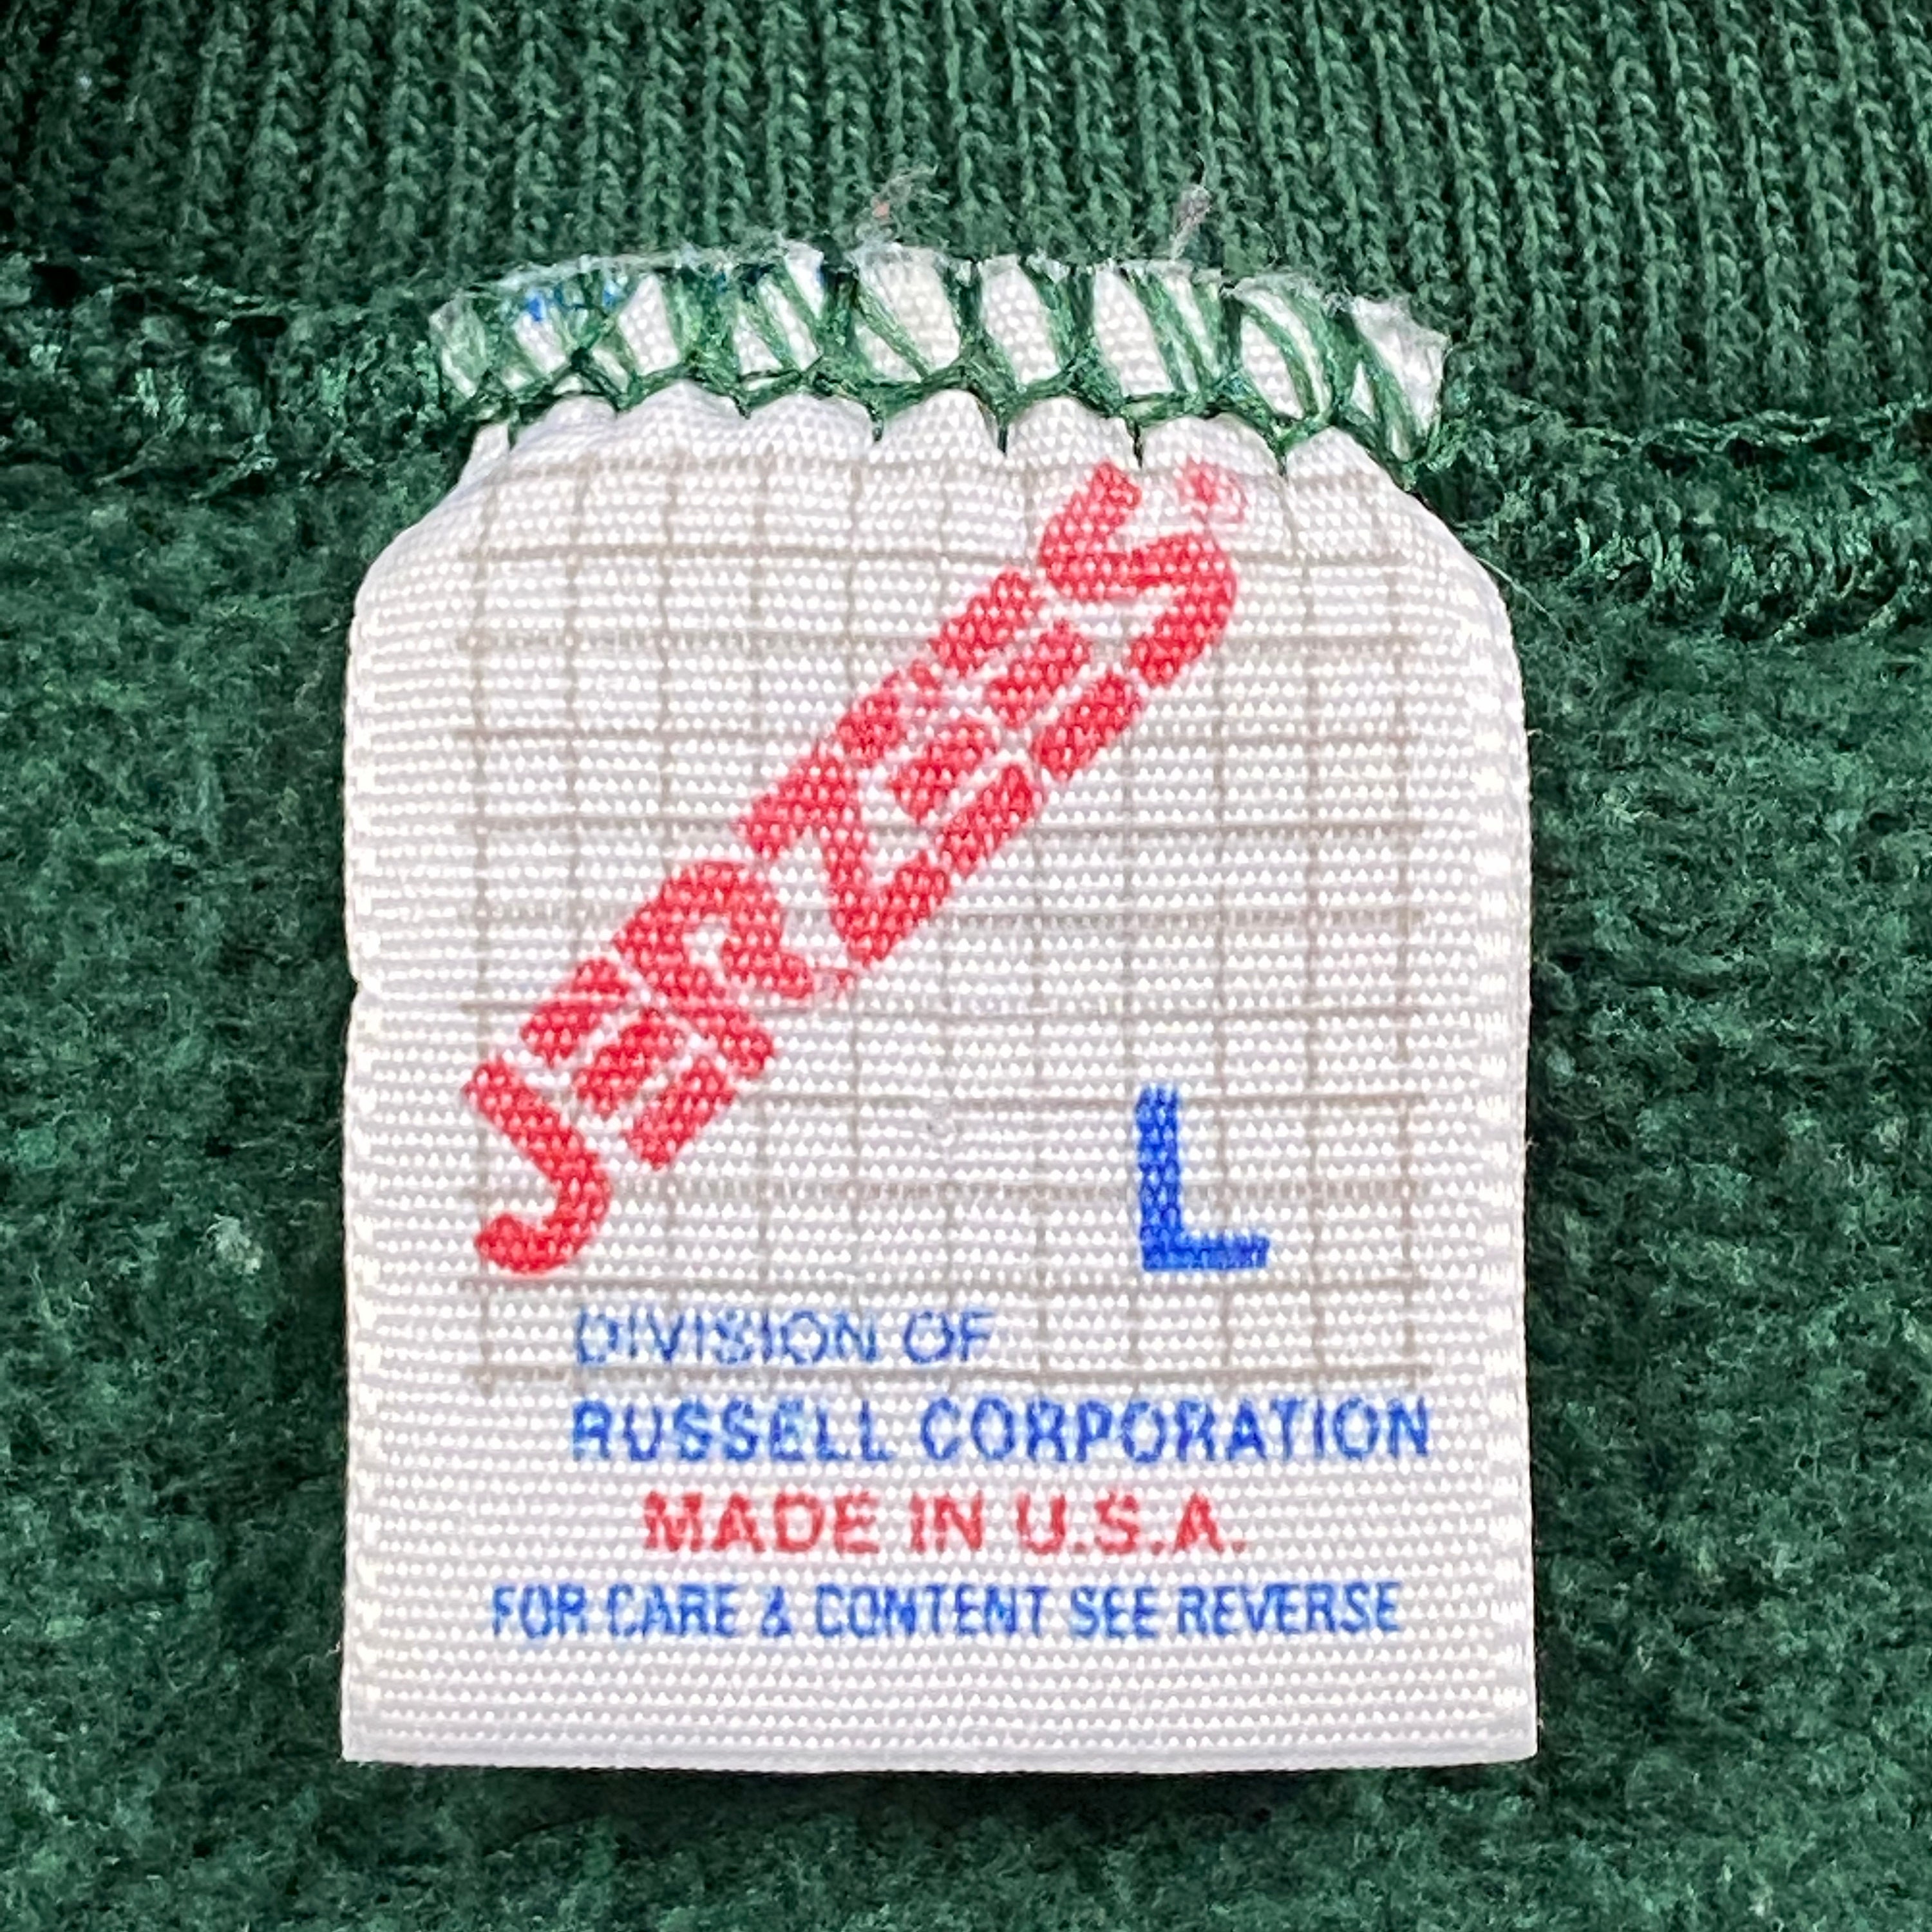 JERZEES®
L
DIVISION OF
RUSSELL CORPORATION
MADE IN U.S.A.
FOR CARE & CONTENT SEE REVERSE